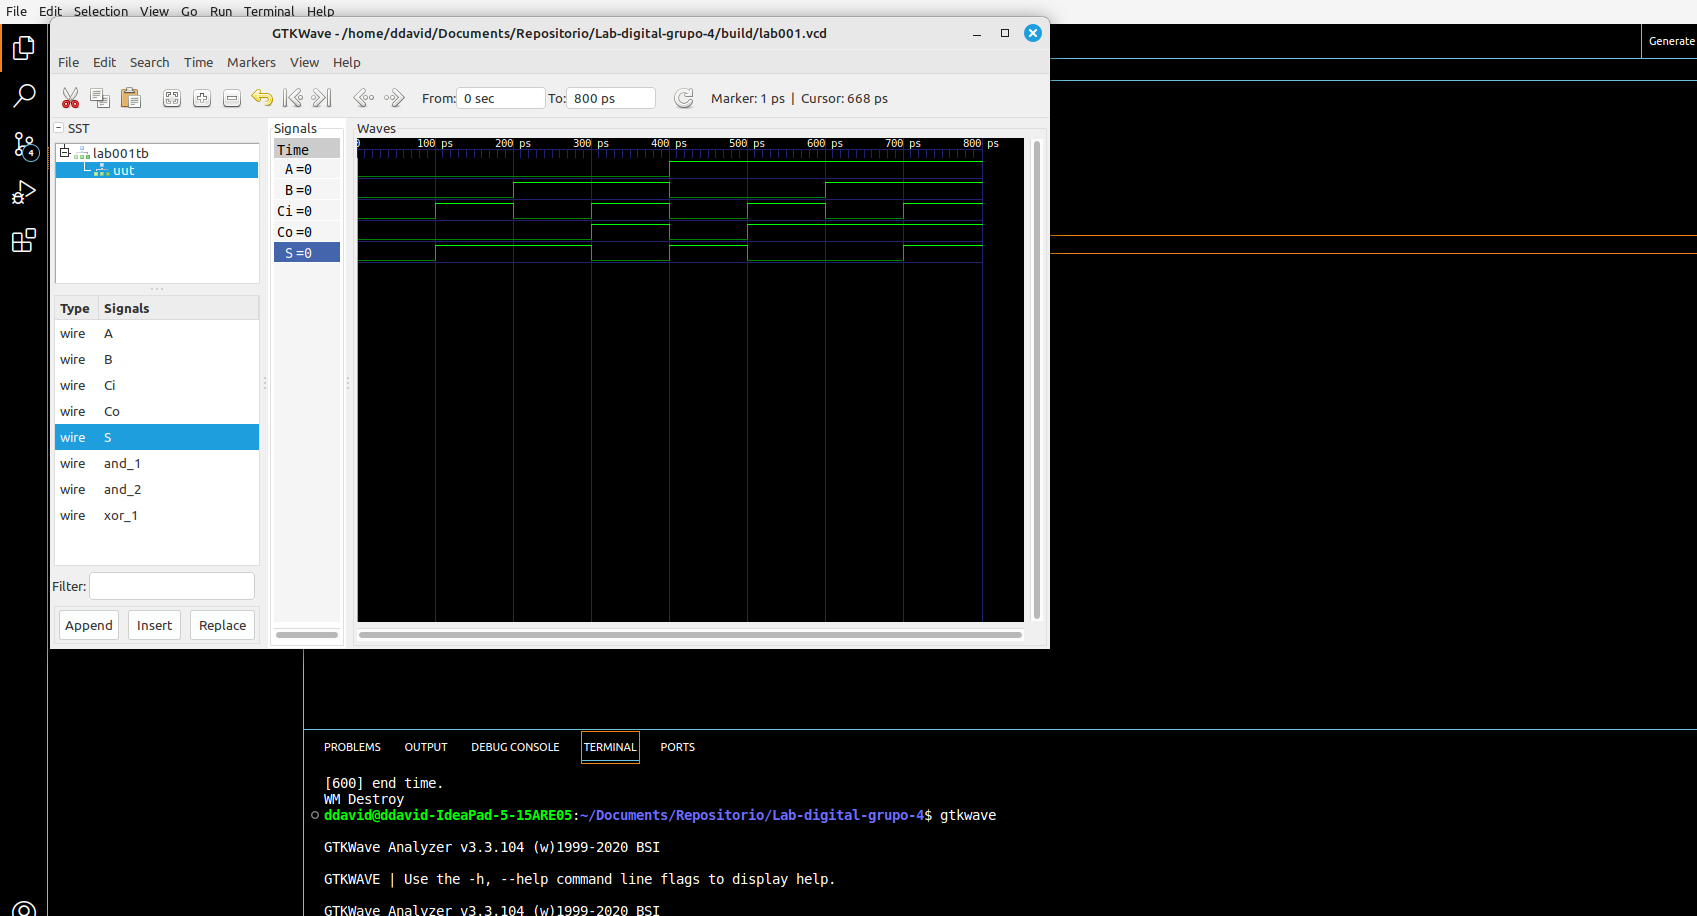 File Edit Selection View Go Run Terminal Help
GTKWave - /home/ddavid/Documents/Repositorio/Lab-digital-grupo-4/build/lab001.vcd
Generate
File Edit Search Time Markers View Help
From: 0 sec To: 800 ps Marker: 1 ps | Cursor: 668 ps
SST
lab001tb
uut
Type Signals
wire A
wire B
wire Ci
wire Co
wire S
wire and_1
wire and_2
wire xor_1
Filter:
Append Insert Replace
Signals
Time
A =0
B =0
Ci =0
Co =0
S =0
Waves
0 100 ps 200 ps 300 ps 400 ps 500 ps 600 ps 700 ps 800 ps
4
PROBLEMS OUTPUT DEBUG CONSOLE TERMINAL PORTS
[600] end time.
WM Destroy
ddavid@ddavid-IdeaPad-5-15ARE05:~/Documents/Repositorio/Lab-digital-grupo-4$ gtkwave
GTKWave Analyzer v3.3.104 (w)1999-2020 BSI
GTKWAVE | Use the -h, --help command line flags to display help.
GTKWave Analyzer v3.3.104 (w)1999-2020 BSI